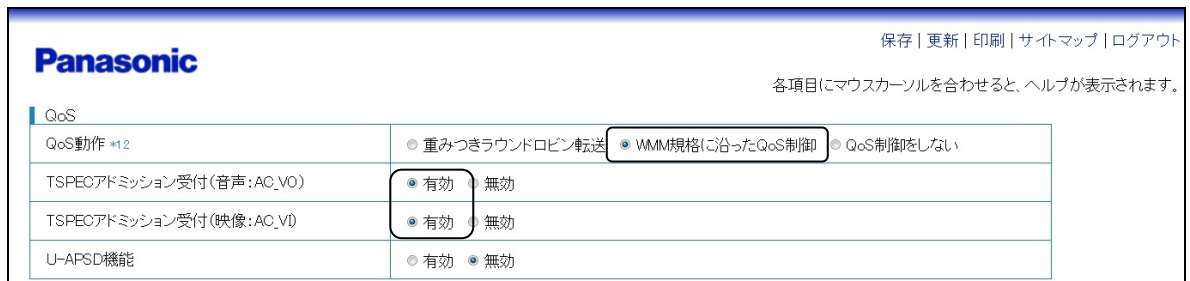 保存 | 更新 | 印刷 | サイトマップ | ログアウト
Panasonic
各項目にマウスカーソルを合わせると、ヘルプが表示されます。
QoS
QoS動作 *12 重みつきラウンドロビン転送 WMM規格に沿ったQoS制御 QoS制御をしない
TSPECアドミッション受付(音声:AC_VO) 有効 無効
TSPECアドミッション受付(映像:AC_VI) 有効 無効
U-APSD機能 有効 無効